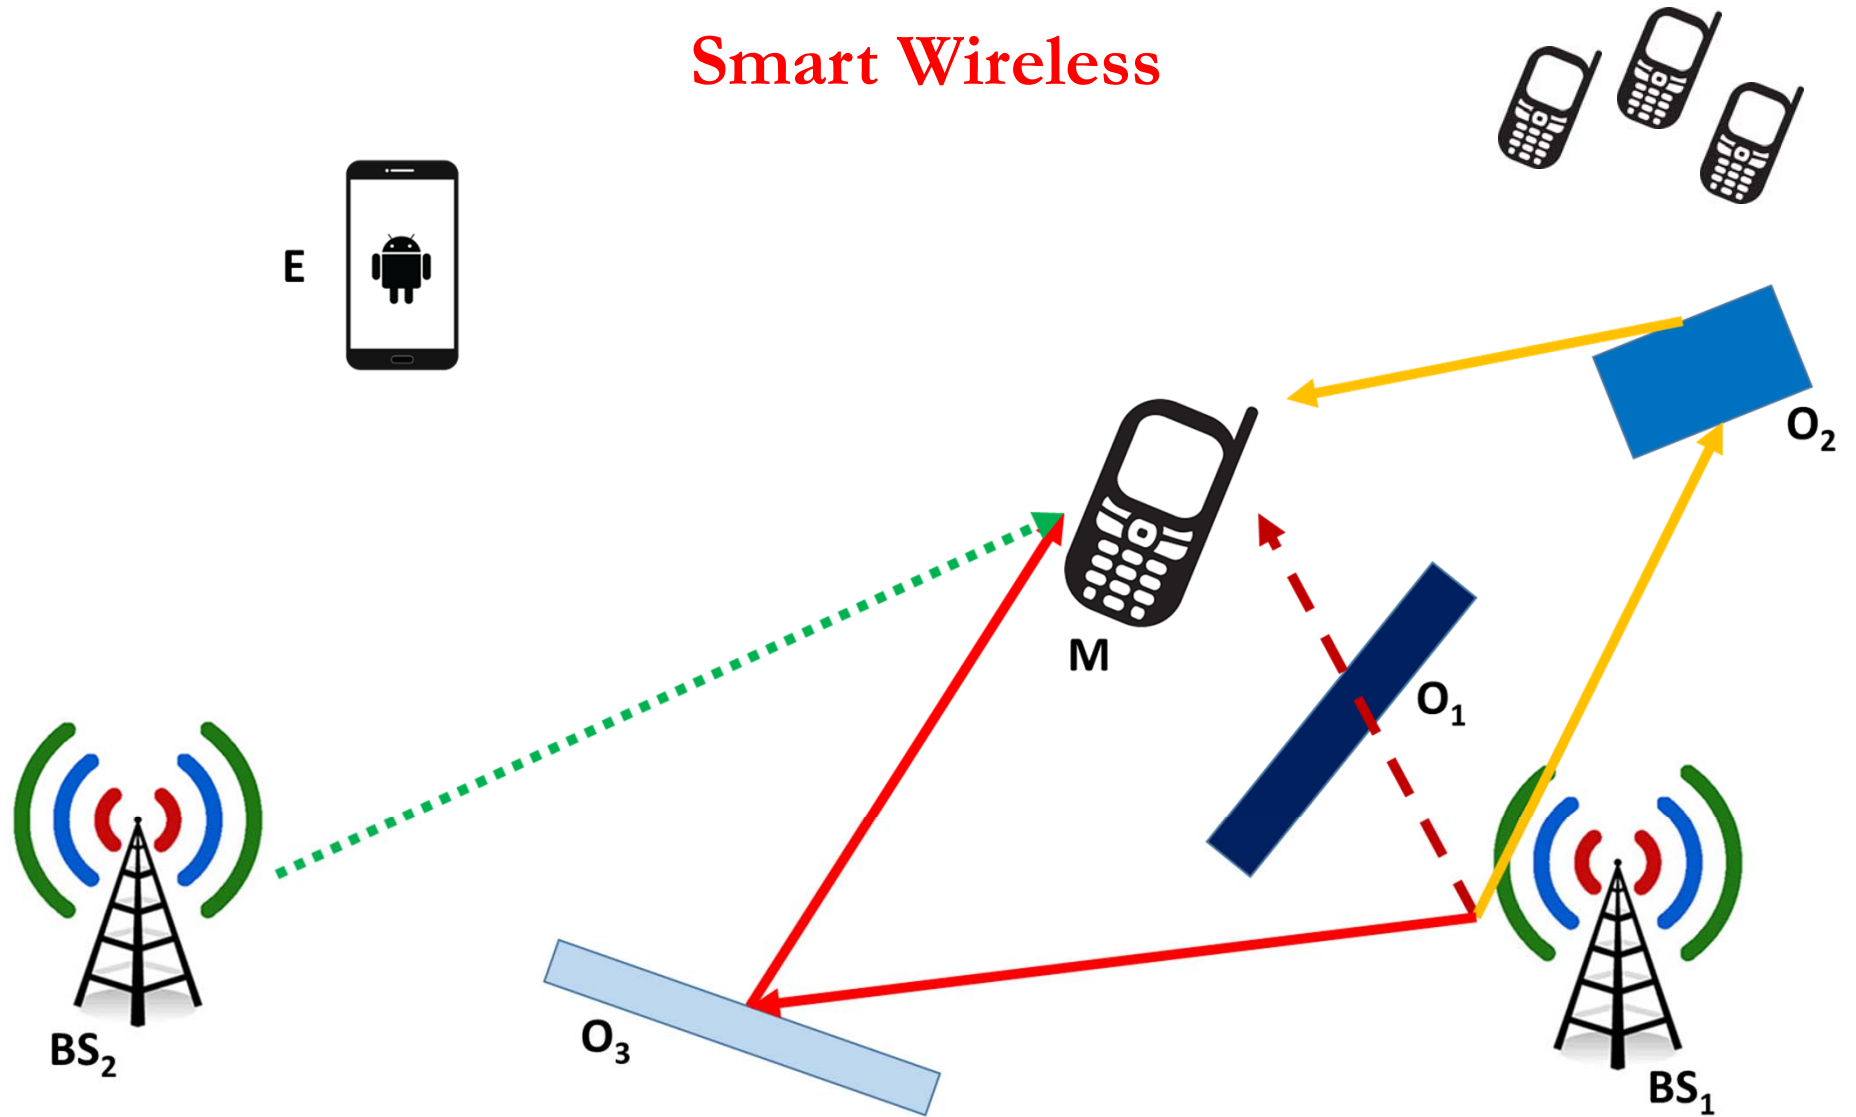 Smart Wireless
E
O₂
M
O₁
O₃
BS₂
BS₁